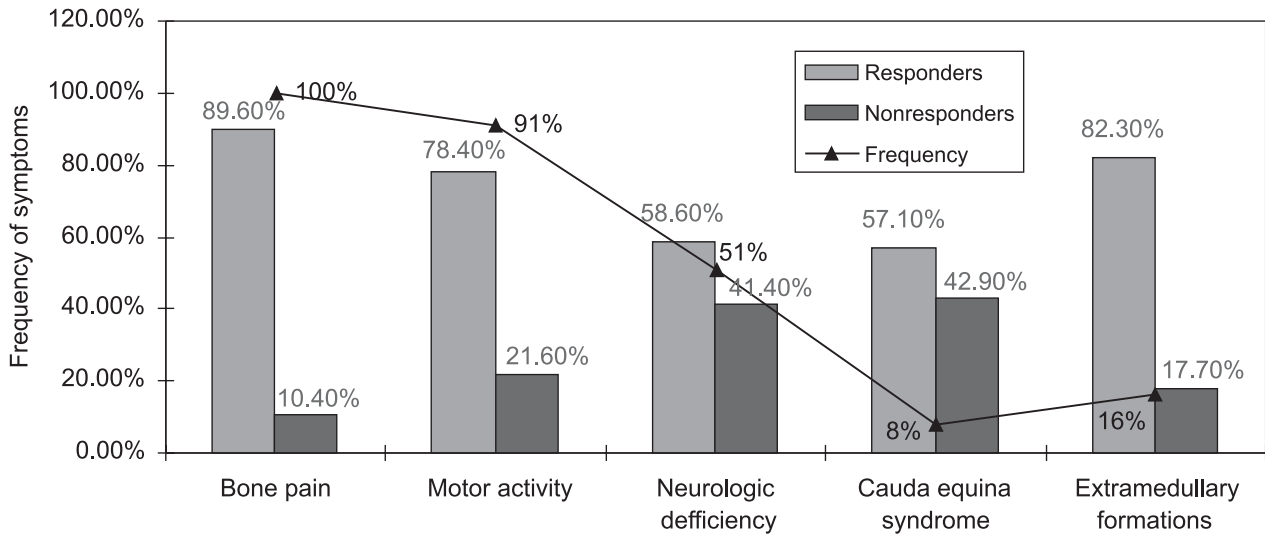 120.00%
100.00%
80.00%
60.00%
40.00%
20.00%
0.00%
Frequency of symptoms
Responders
Nonresponders
Frequency
89.60%
100%
10.40%
78.40%
91%
21.60%
58.60%
51%
41.40%
57.10%
42.90%
8%
82.30%
17.70%
16%
Bone pain
Motor activity
Neurologic
defficiency
Cauda equina
syndrome
Extramedullary
formations